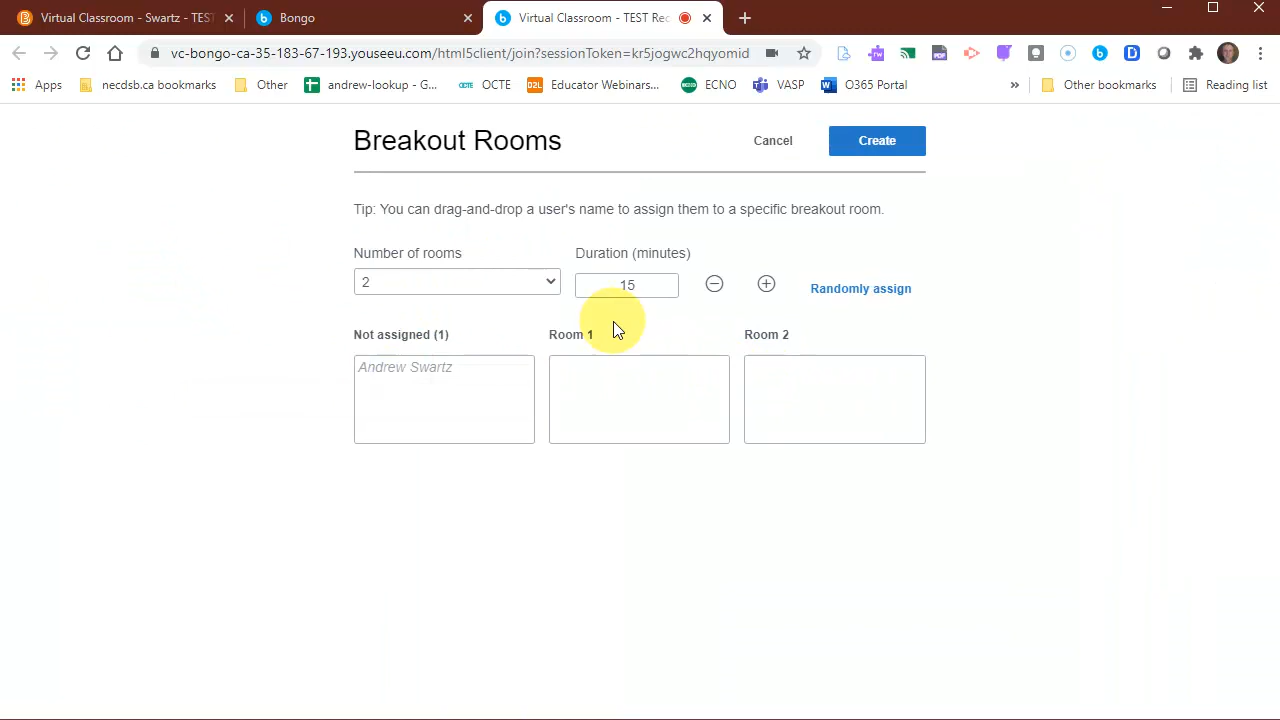 Virtual Classroom - Swartz - TEST
Bongo
Virtual Classroom - TEST Rec
vc-bongo-ca-35-183-67-193.youseeu.com/html5client/join?sessionToken=kr5jogwc2hqyomid
Apps
necdsb.ca bookmarks
Other
andrew-lookup - G...
OCTE
Educator Webinars...
ECNO
VASP
O365 Portal
»
Other bookmarks
Reading list
Breakout Rooms
Cancel
Create
Tip: You can drag-and-drop a user's name to assign them to a specific breakout room.
Number of rooms
Duration (minutes)
2
15
Randomly assign
Not assigned (1)
Room 1
Room 2
Andrew Swartz